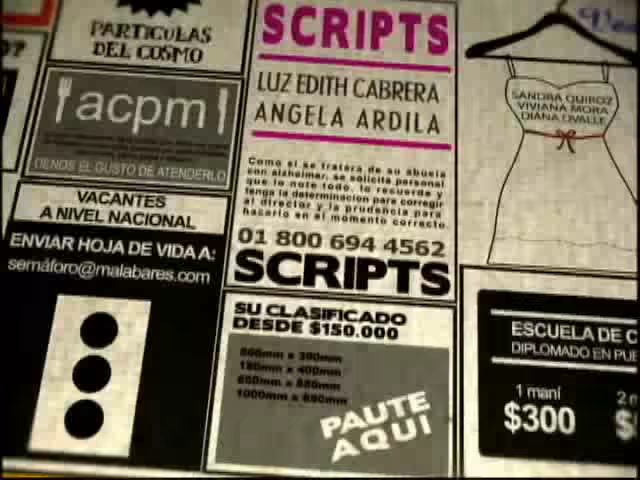 PARTICULAS
DEL COSMO
acpm
DENOS EL GUSTO DE ATENDERLO
VACANTES
A NIVEL NACIONAL
ENVIAR HOJA DE VIDA A:
semáforo@malabares.com
SCRIPTS
LUZ EDITH CABRERA
ANGELA ARDILA
Como si se tratara de su abuela
con alzheimer, se solicita personal
que lo note todo, lo recuerde y
tenga la determinacion para corregir
al director y la prudencia para
hacerlo en el momento correcto.
01 800 694 4562
SCRIPTS
SU CLASIFICADO
DESDE $150.000
PAUTE
AQUI
SANDRA QUIROZ
VIVIANA MORA
DIANA OVALLE
ESCUELA DE C
DIPLOMADO EN PUE
1 maní
$300